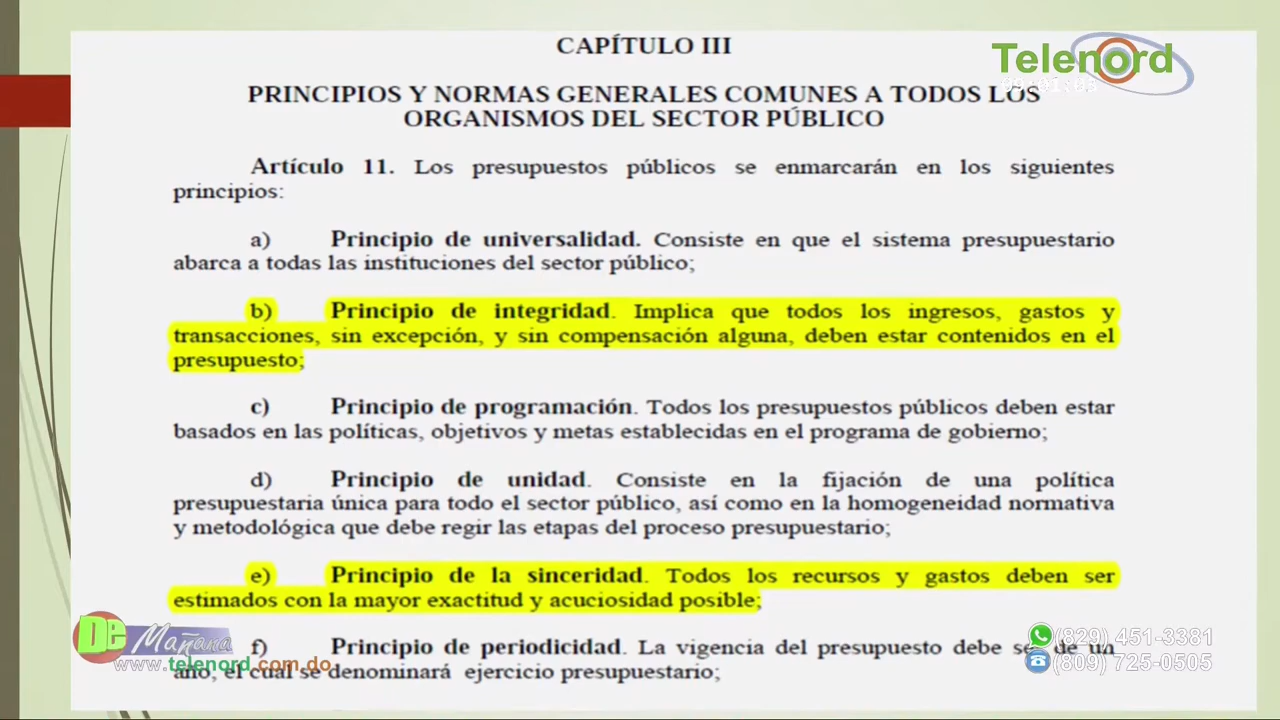 CAPÍTULO III
Telenord
09:01:03
PRINCIPIOS Y NORMAS GENERALES COMUNES A TODOS LOS
ORGANISMOS DEL SECTOR PÚBLICO
Artículo 11. Los presupuestos públicos se enmarcarán en los siguientes
principios:
a) Principio de universalidad. Consiste en que el sistema presupuestario
abarca a todas las instituciones del sector público;
b) Principio de integridad. Implica que todos los ingresos, gastos y
transacciones, sin excepción, y sin compensación alguna, deben estar contenidos en el
presupuesto;
c) Principio de programación. Todos los presupuestos públicos deben estar
basados en las políticas, objetivos y metas establecidas en el programa de gobierno;
d) Principio de unidad. Consiste en la fijación de una política
presupuestaria única para todo el sector público, así como en la homogeneidad normativa
y metodológica que debe regir las etapas del proceso presupuestario;
e) Principio de la sinceridad. Todos los recursos y gastos deben ser
estimados con la mayor exactitud y acuciosidad posible;
f) Principio de periodicidad. La vigencia del presupuesto debe ser de un
año, el cual se denominará ejercicio presupuestario;
De Mañana
www.telenord.com.do
(829) 451-3381
(809) 725-0505